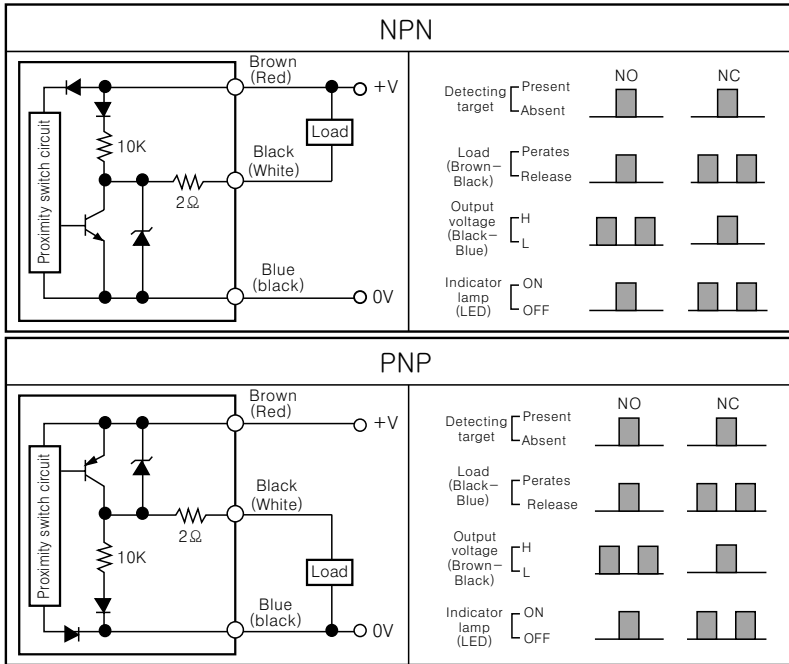 NPN
Proximity switch circuit
10K
2Ω
Brown
(Red)
+V
Load
Black
(White)
Blue
(black)
0V
NO
NC
Detecting
target
Present
Absent
Load
(Brown-
Black)
Perates
Release
Output
voltage
(Black-
Blue)
H
L
Indicator
lamp
(LED)
ON
OFF
PNP
Proximity switch circuit
10K
2Ω
Brown
(Red)
+V
Black
(White)
Load
Blue
(black)
0V
NO
NC
Detecting
target
Present
Absent
Load
(Black-
Blue)
Perates
Release
Output
voltage
(Brown-
Black)
H
L
Indicator
lamp
(LED)
ON
OFF